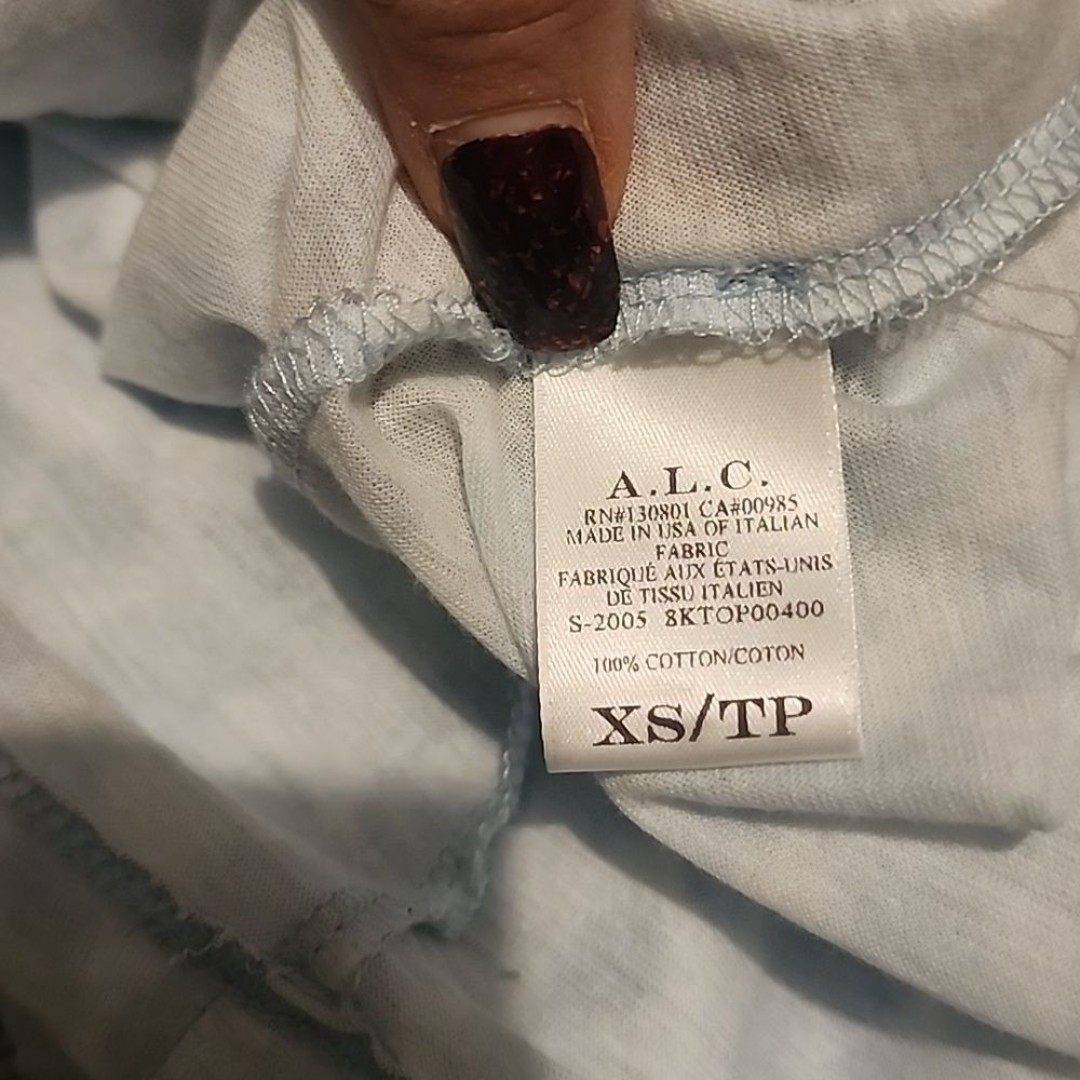 A.L.C.
RN#130801 CA#00985
MADE IN USA OF ITALIAN
FABRIC
FABRIQUÉ AUX ÉTATS-UNIS
DE TISSU ITALIEN
S-2005 8KTOP00400
100% COTTON/COTON
XS/TP